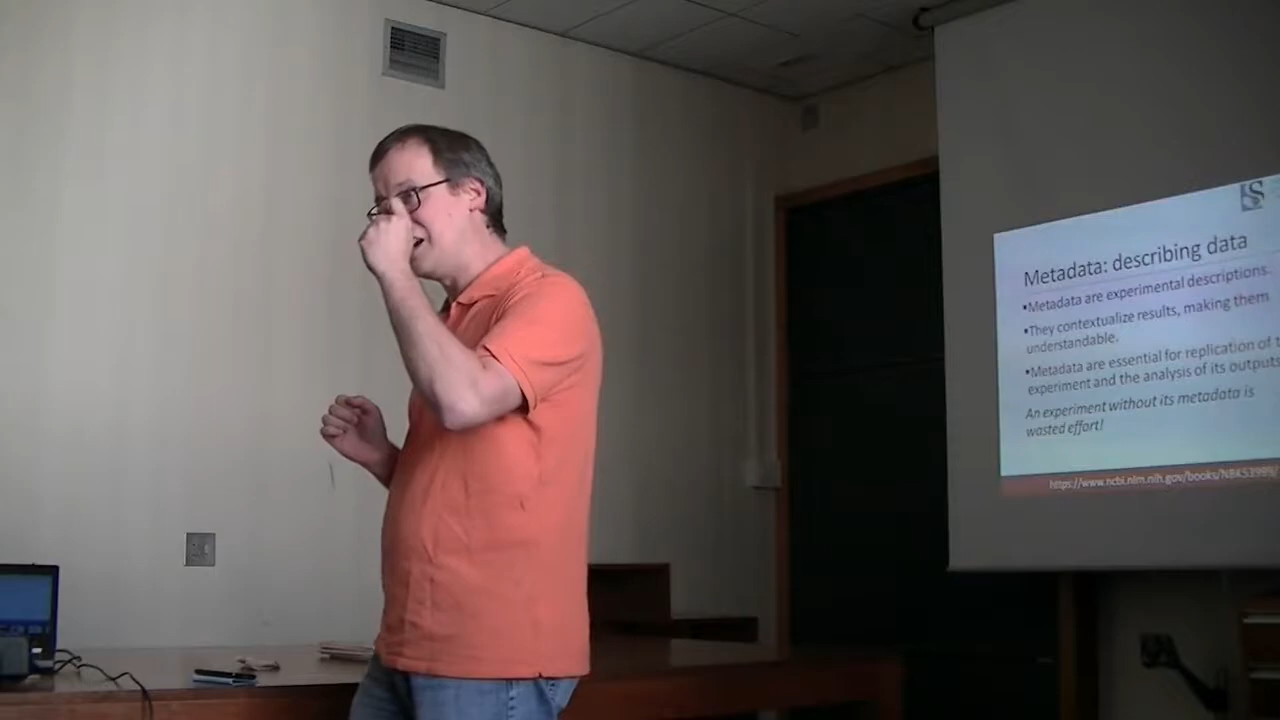 S
Metadata: describing data
▪Metadata are experimental descriptions.
▪They contextualize results, making them
understandable.
▪Metadata are essential for replication of
experiment and the analysis of its outputs
An experiment without its metadata is
wasted effort!
https://www.ncbi.nlm.nih.gov/books/